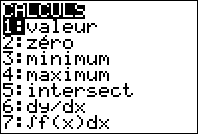 CALCULS
1:valeur
2:zéro
3:minimum
4:maximum
5:intersect
6:dy/dx
7:∫f(x)dx